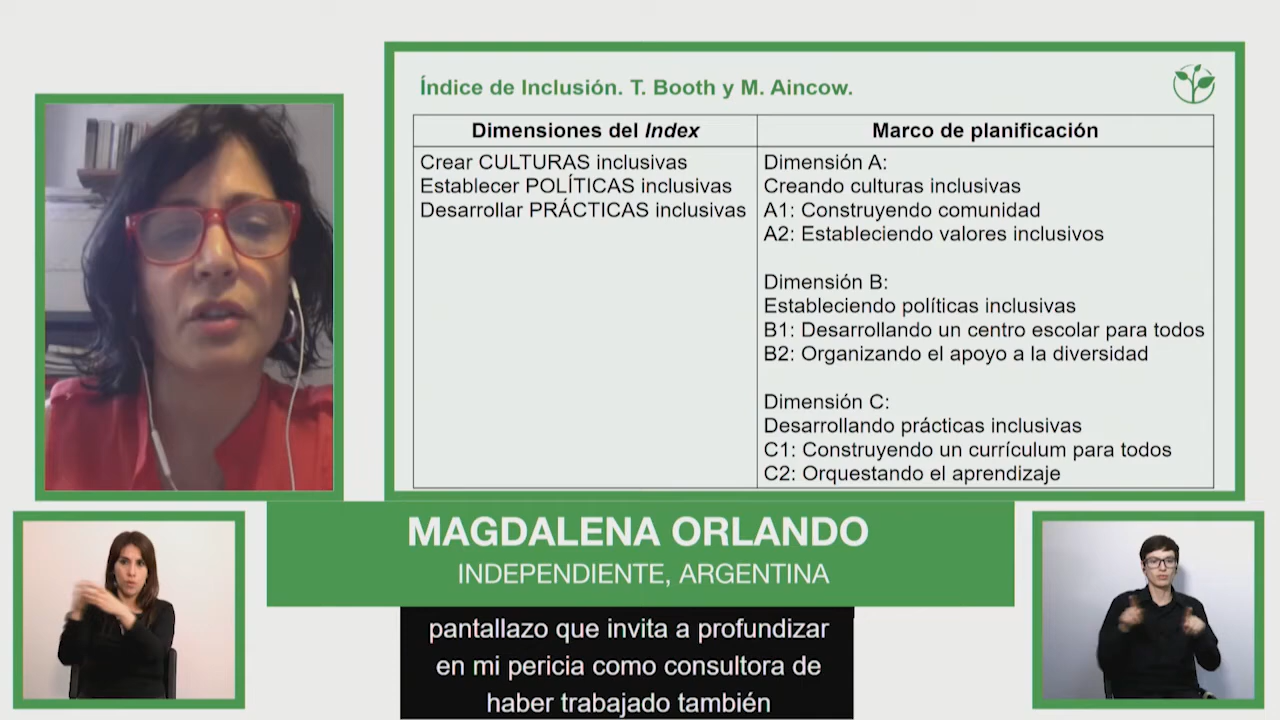 Índice de Inclusión. T. Booth y M. Aincow.
Dimensiones del Index
Marco de planificación
Crear CULTURAS inclusivas
Establecer POLÍTICAS inclusivas
Desarrollar PRÁCTICAS inclusivas
Dimensión A:
Creando culturas inclusivas
A1: Construyendo comunidad
A2: Estableciendo valores inclusivos
Dimensión B:
Estableciendo políticas inclusivas
B1: Desarrollando un centro escolar para todos
B2: Organizando el apoyo a la diversidad
Dimensión C:
Desarrollando prácticas inclusivas
C1: Construyendo un currículum para todos
C2: Orquestando el aprendizaje
MAGDALENA ORLANDO
INDEPENDIENTE, ARGENTINA
pantallazo que invita a profundizar
en mi pericia como consultora de
haber trabajado también